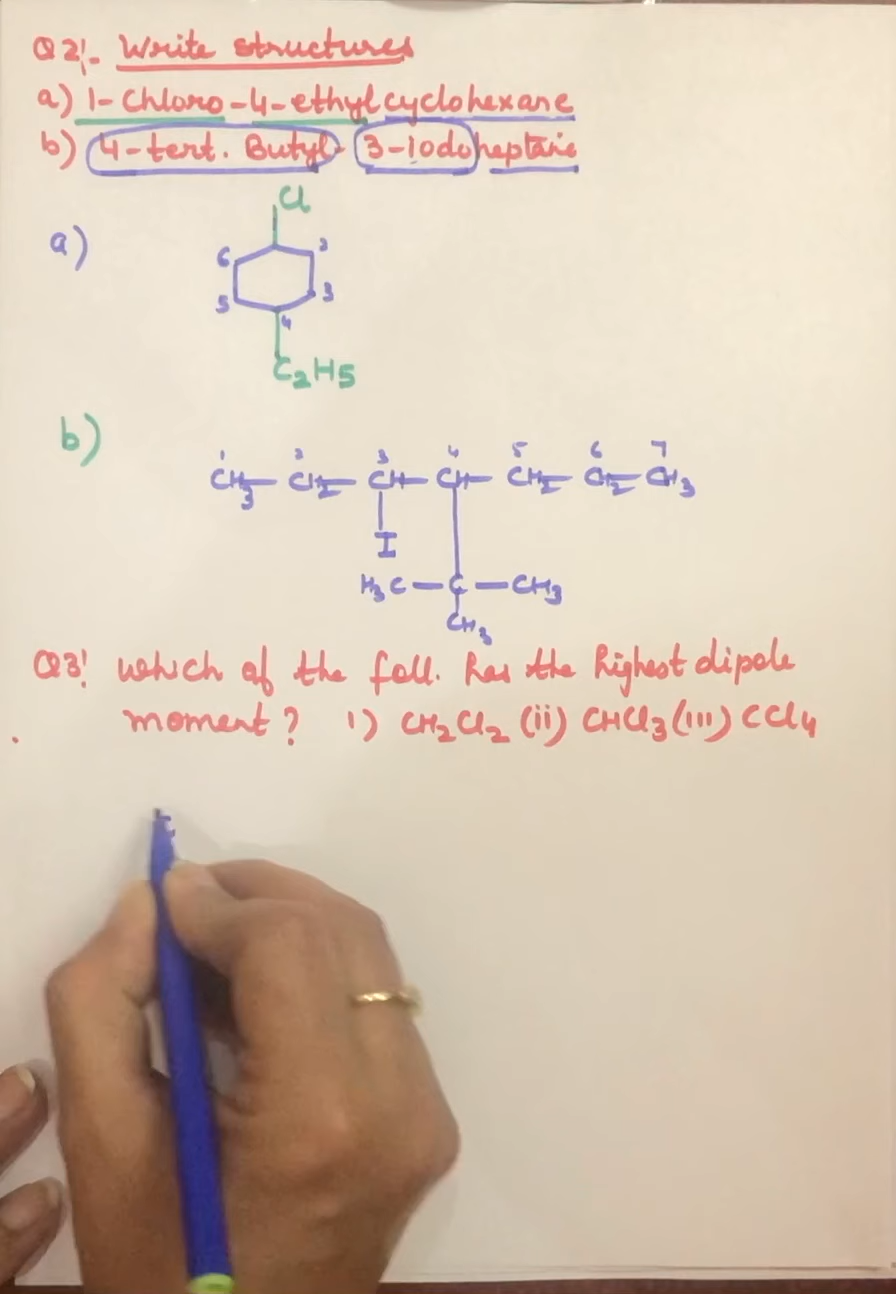 Q2!- Write structures
a) 1-Chloro-4-ethylcyclohexane
b) 4-tert. Butyl- 3-Iodoheptane
a)
Cl
6 2
5 3
4
C2H5
b)
1 2 3 4 5 6 7
CH3- CH2- CH- CH- CH2- CH2- CH3
I
H3C-C-CH3
CH3
Q3! which of the foll. has the highest dipole
moment? 1) CH2Cl2 (ii) CHCl3 (iii) CCl4